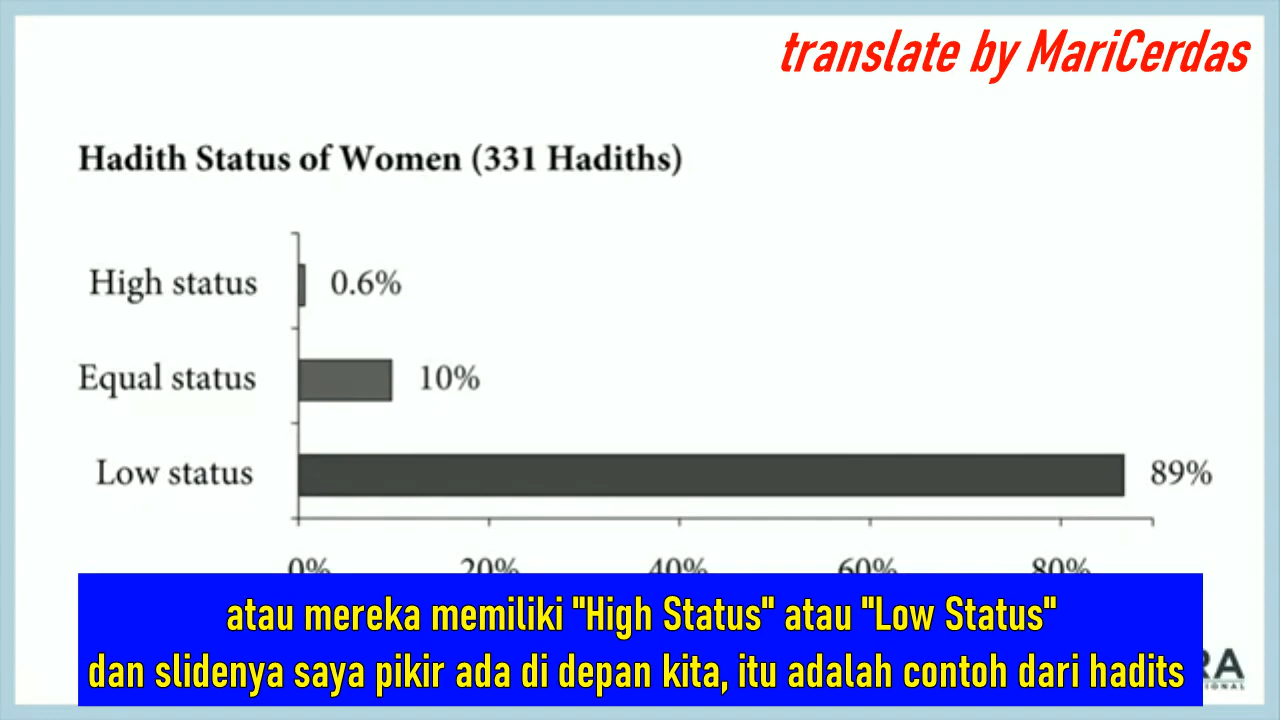 translate by MariCerdas
Hadith Status of Women (331 Hadiths)
High status 0.6%
Equal status 10%
Low status 89%
0% 20% 40% 60% 80%
atau mereka memiliki "High Status" atau "Low Status"
dan slidenya saya pikir ada di depan kita, itu adalah contoh dari hadits